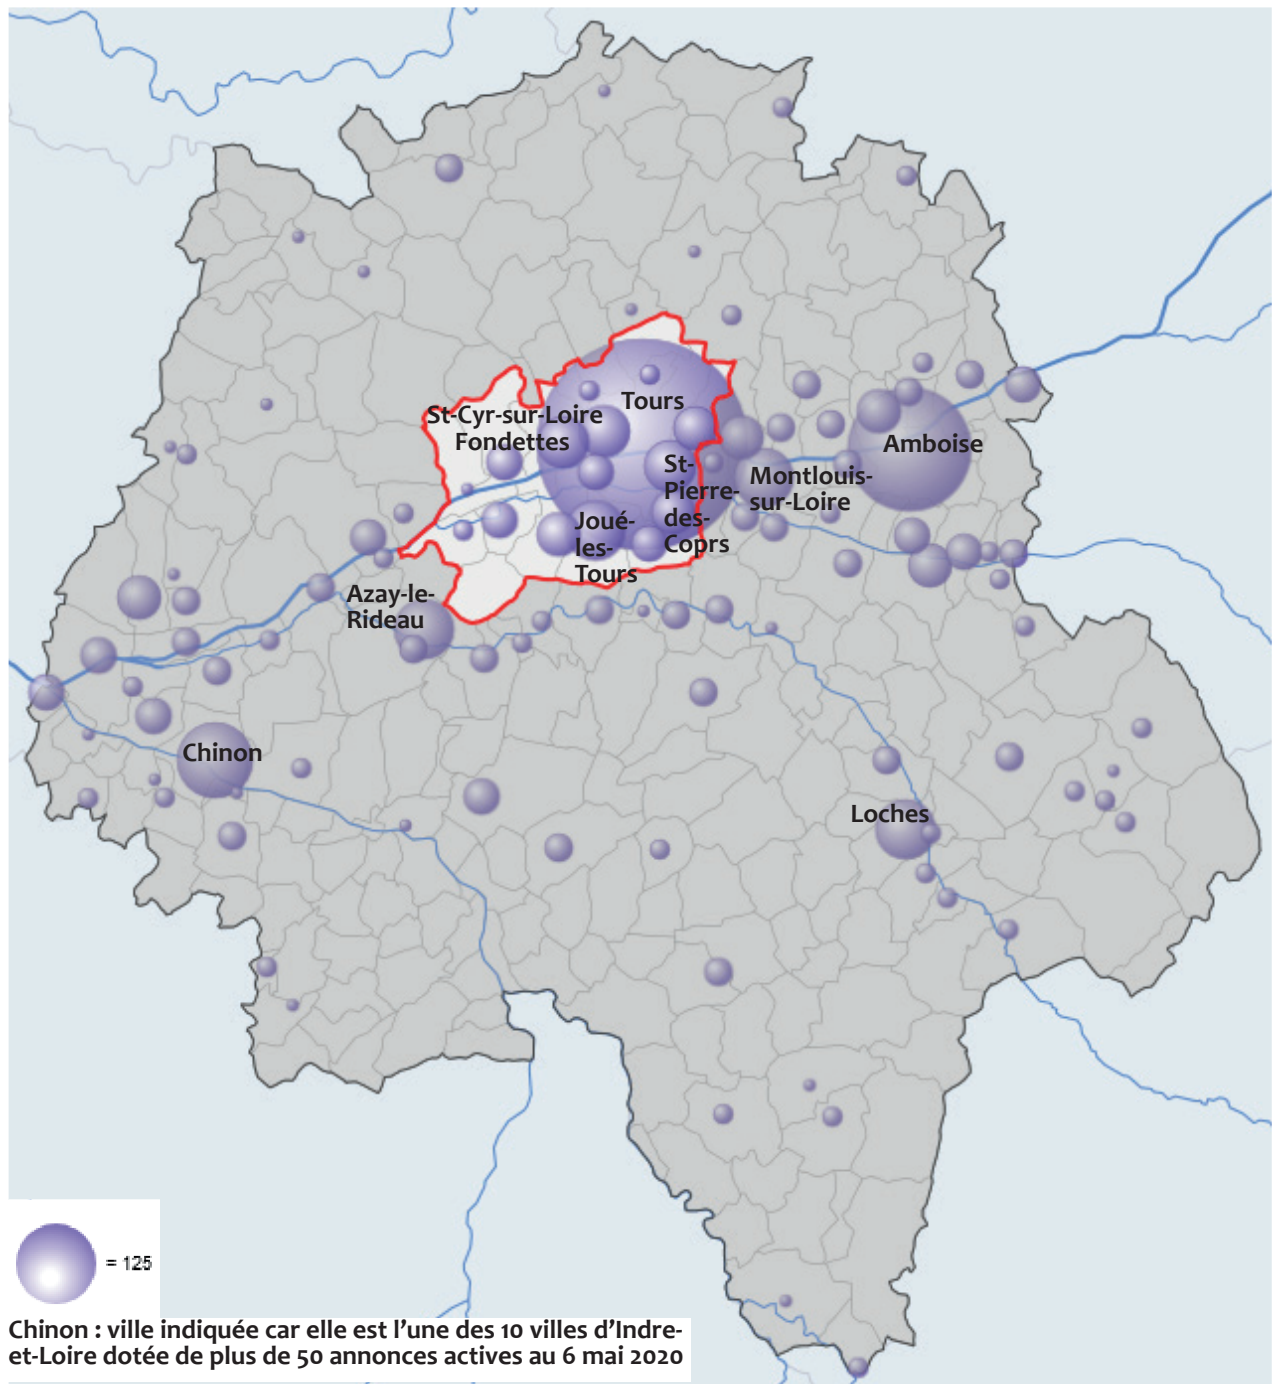 St-Cyr-sur-Loire
Fondettes
Tours
St-
Pierre-
des-
Coprs
Joué-
les-
Tours
Montlouis-
sur-Loire
Amboise
Azay-le-
Rideau
Chinon
Loches
= 125
Chinon : ville indiquée car elle est l’une des 10 villes d’Indre-
et-Loire dotée de plus de 50 annonces actives au 6 mai 2020